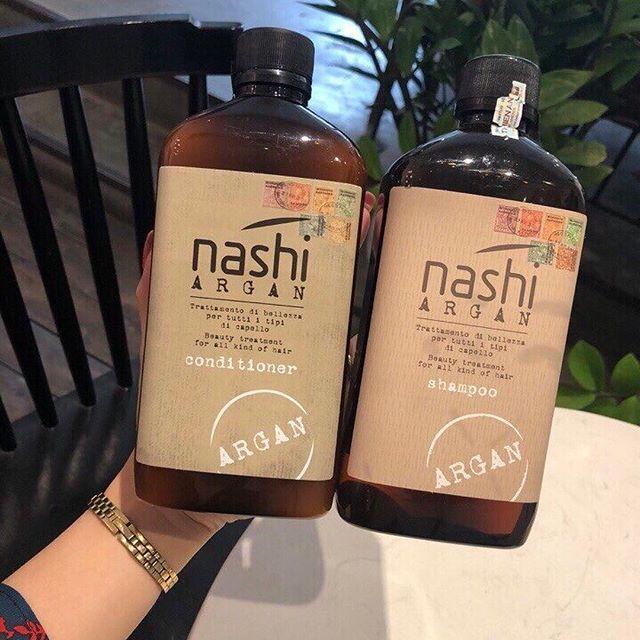 nashi
ARGAN
Trattamento di bellezza
per tutti i tipi
di capello
Beauty treatment
for all kind of hair
conditioner
ARGAN
nashi
ARGAN
Trattamento di bellezza
per tutti i tipi
di capello
Beauty treatment
for all kind of hair
shampoo
ARGAN